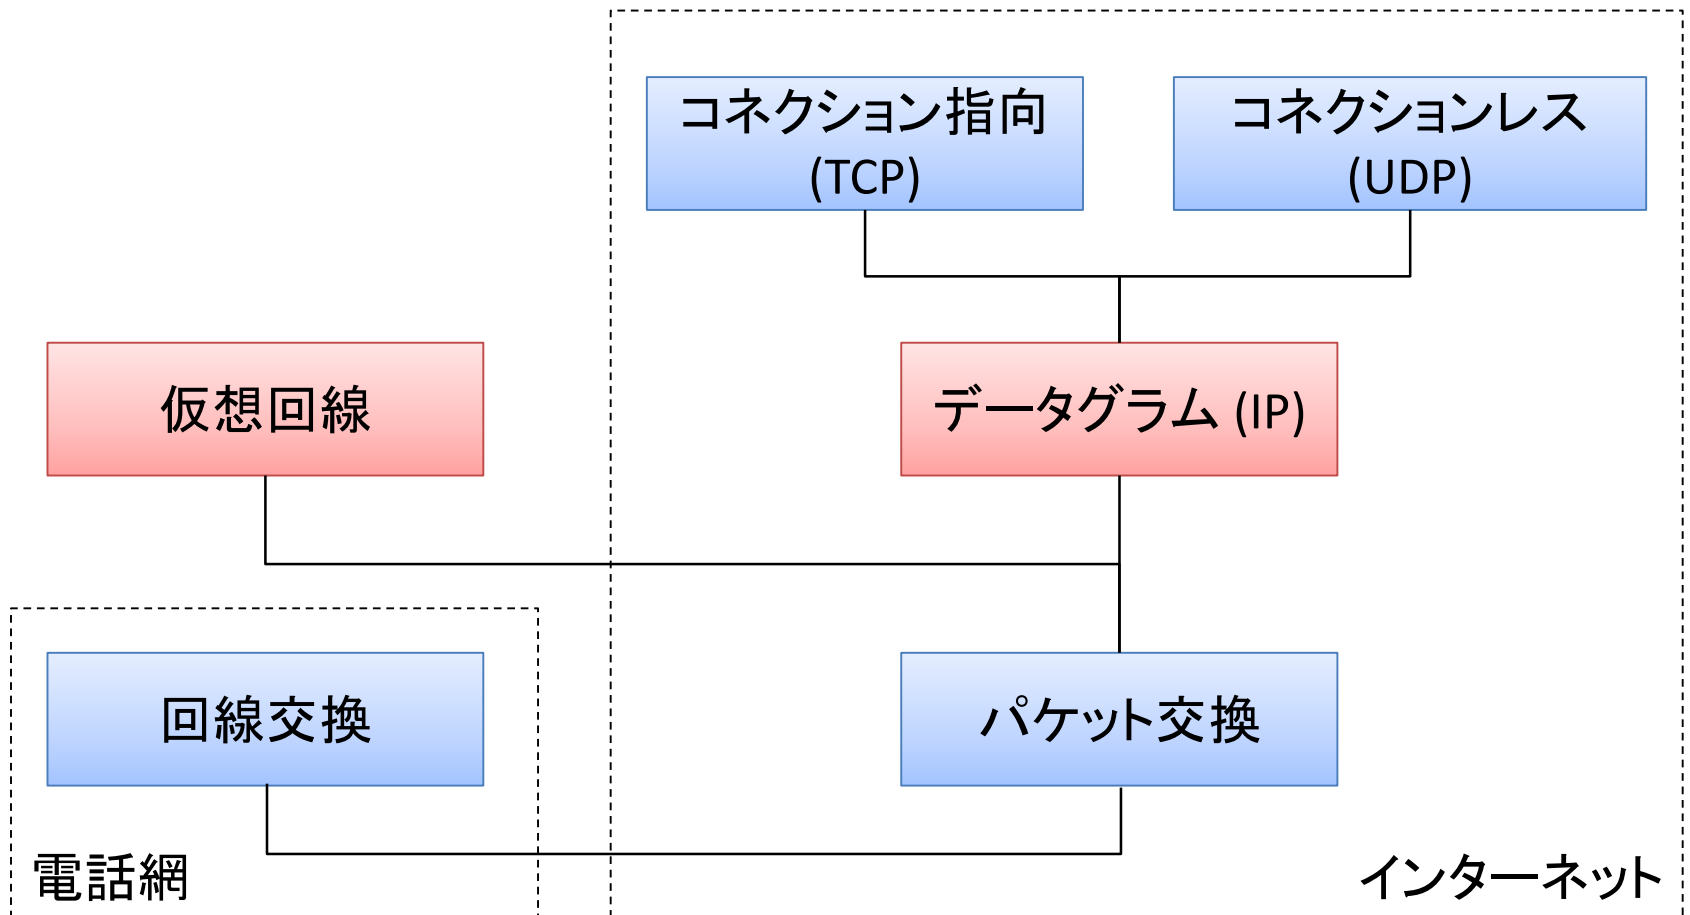 コネクション指向
(TCP)
コネクションレス
(UDP)
仮想回線
データグラム (IP)
回線交換
パケット交換
電話網
インターネット